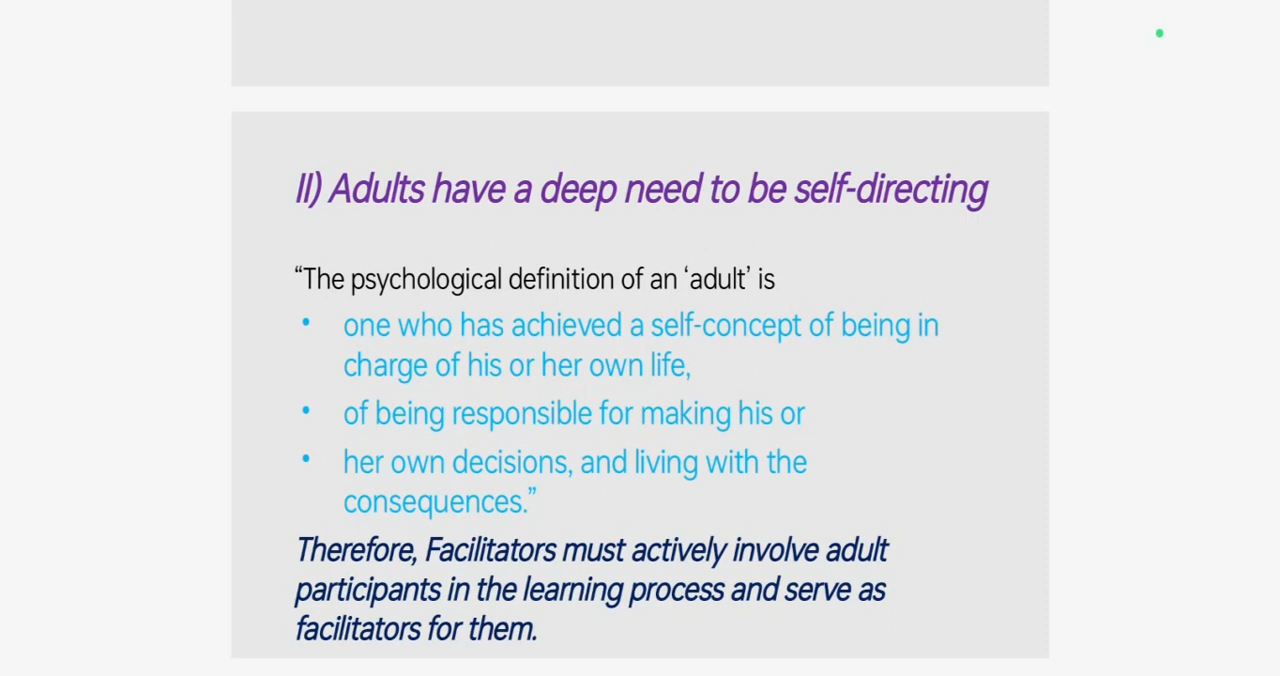 II) Adults have a deep need to be self-directing
“The psychological definition of an ‘adult’ is
• one who has achieved a self-concept of being in
charge of his or her own life,
• of being responsible for making his or
• her own decisions, and living with the
consequences.”
Therefore, Facilitators must actively involve adult
participants in the learning process and serve as
facilitators for them.